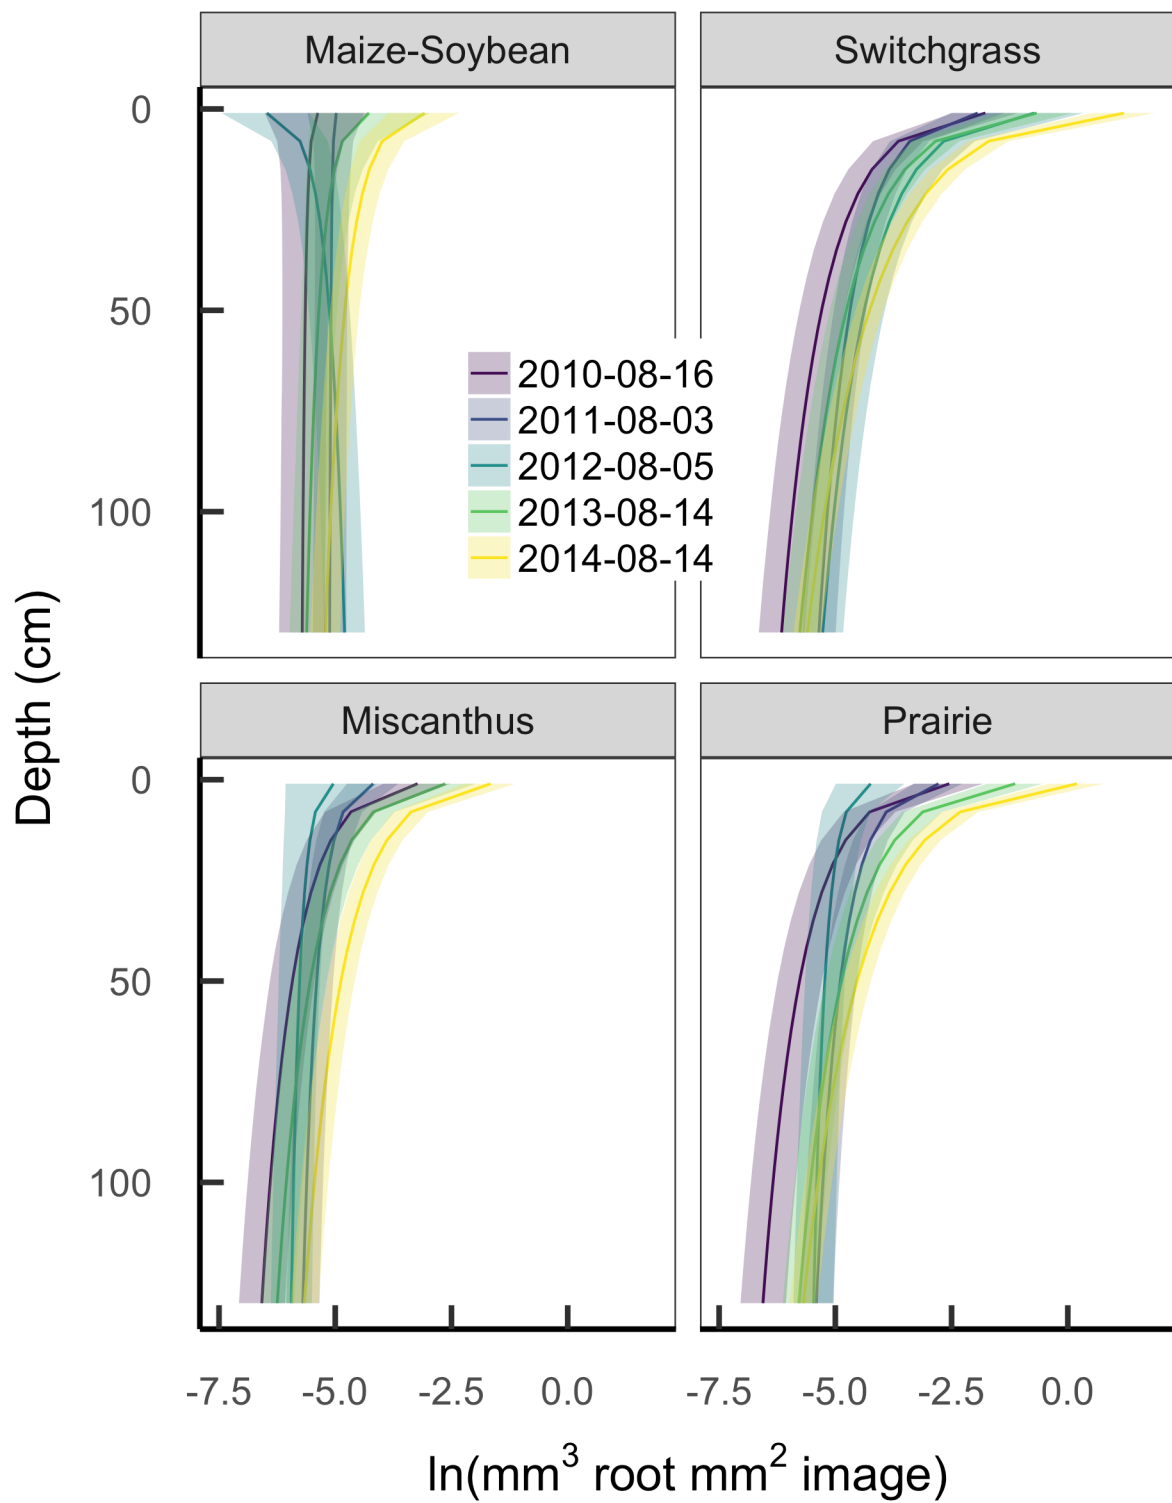 Maize-Soybean
Switchgrass
0
50
100
2010-08-16
2011-08-03
2012-08-05
2013-08-14
2014-08-14
Depth (cm)
Miscanthus
Prairie
0
50
100
-7.5 -5.0 -2.5 0.0
-7.5 -5.0 -2.5 0.0
ln(mm³ root mm² image)